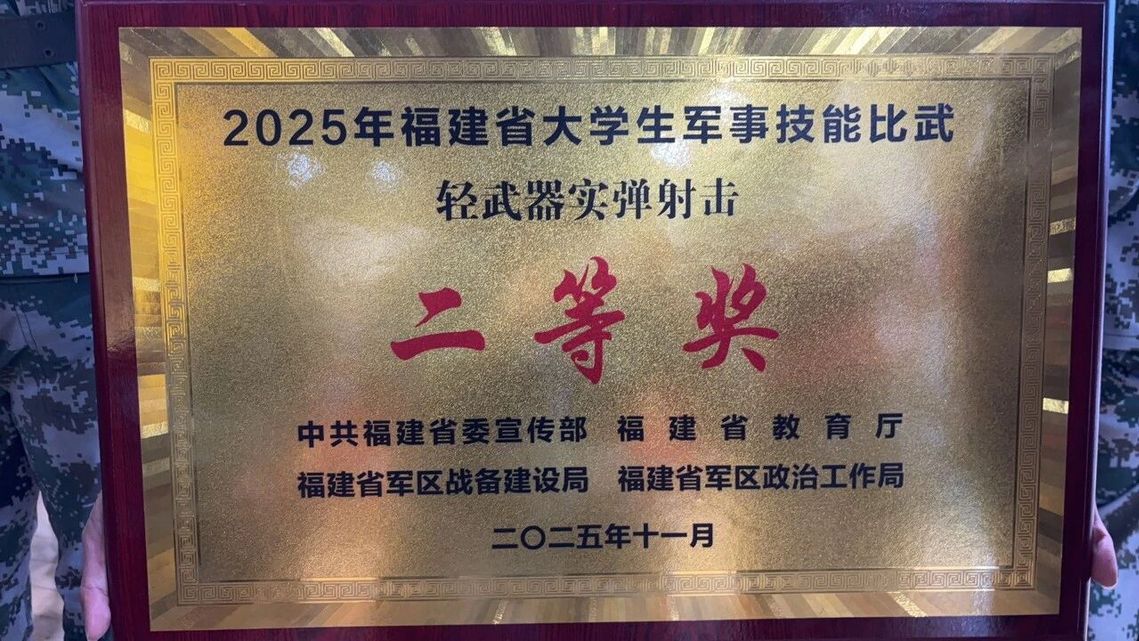 2025年福建省大学生军事技能比武
轻武器实弹射击
二等奖
中共福建省委宣传部 福建省教育厅
福建省军区战备建设局 福建省军区政治工作局
二〇二五年十一月